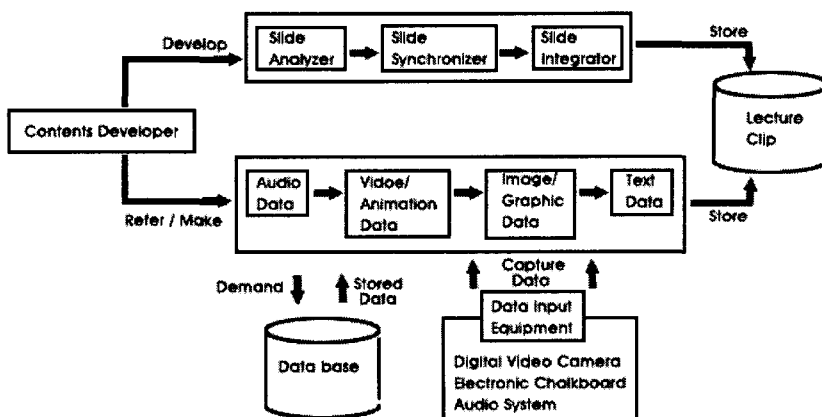 Develop
Slide
Analyzer
Slide
Synchronizer
Slide
Integrator
Store
Contents Developer
Lecture
Clip
Refer / Make
Audio
Data
Vidoe/
Animation
Data
Image/
Graphic
Data
Text
Data
Store
Demand
Stored
Data
Capture
Data
Data Input
Equipment
Data base
Digital Video Camera
Electronic Chalkboard
Audio System